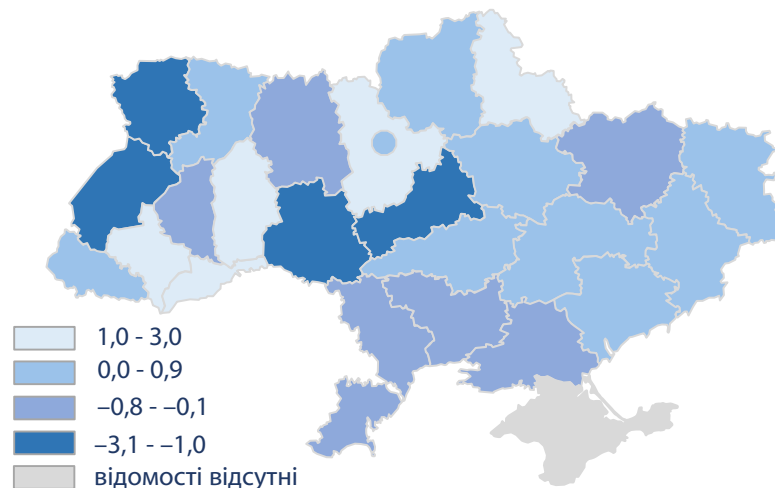 1,0 - 3,0
0,0 - 0,9
–0,8 - –0,1
–3,1 - –1,0
відомості відсутні